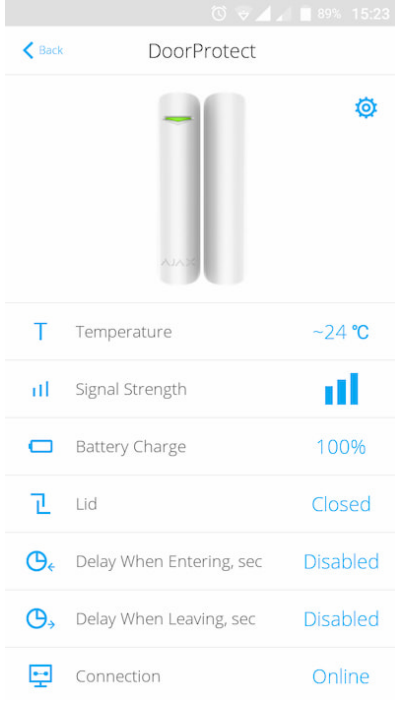 89% 15:23
Back DoorProtect
AJAX
T Temperature ~24 °C
Signal Strength
Battery Charge 100%
Lid Closed
Delay When Entering, sec Disabled
Delay When Leaving, sec Disabled
Connection Online